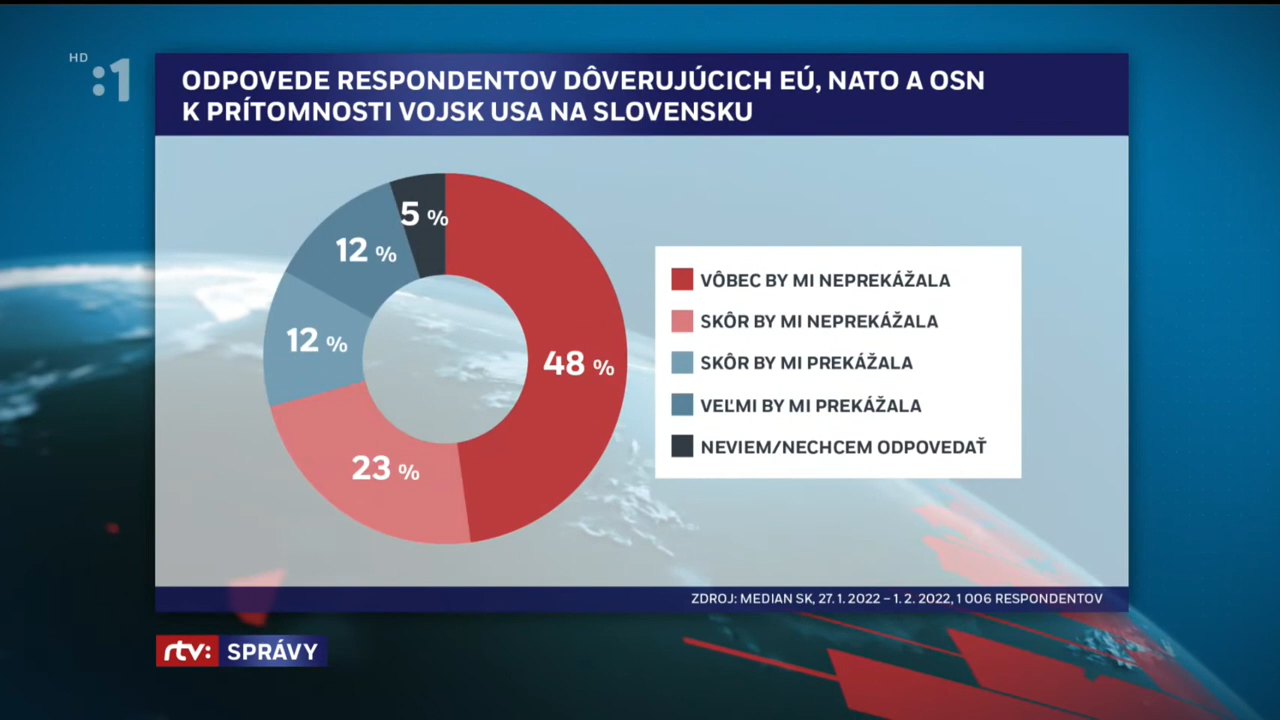 HD
:1
ODPOVEDE RESPONDENTOV DÔVERUJÚCICH EÚ, NATO A OSN
K PRÍTOMNOSTI VOJSK USA NA SLOVENSKU
5 %
12 %
12 %
48 %
23 %
VÔBEC BY MI NEPREKÁŽALA
SKÔR BY MI NEPREKÁŽALA
SKÔR BY MI PREKÁŽALA
VEĽMI BY MI PREKÁŽALA
NEVIEM/NECHCEM ODPOVEDAŤ
ZDROJ: MEDIAN SK, 27. 1. 2022 – 1. 2. 2022, 1 006 RESPONDENTOV
rtv: SPRÁVY